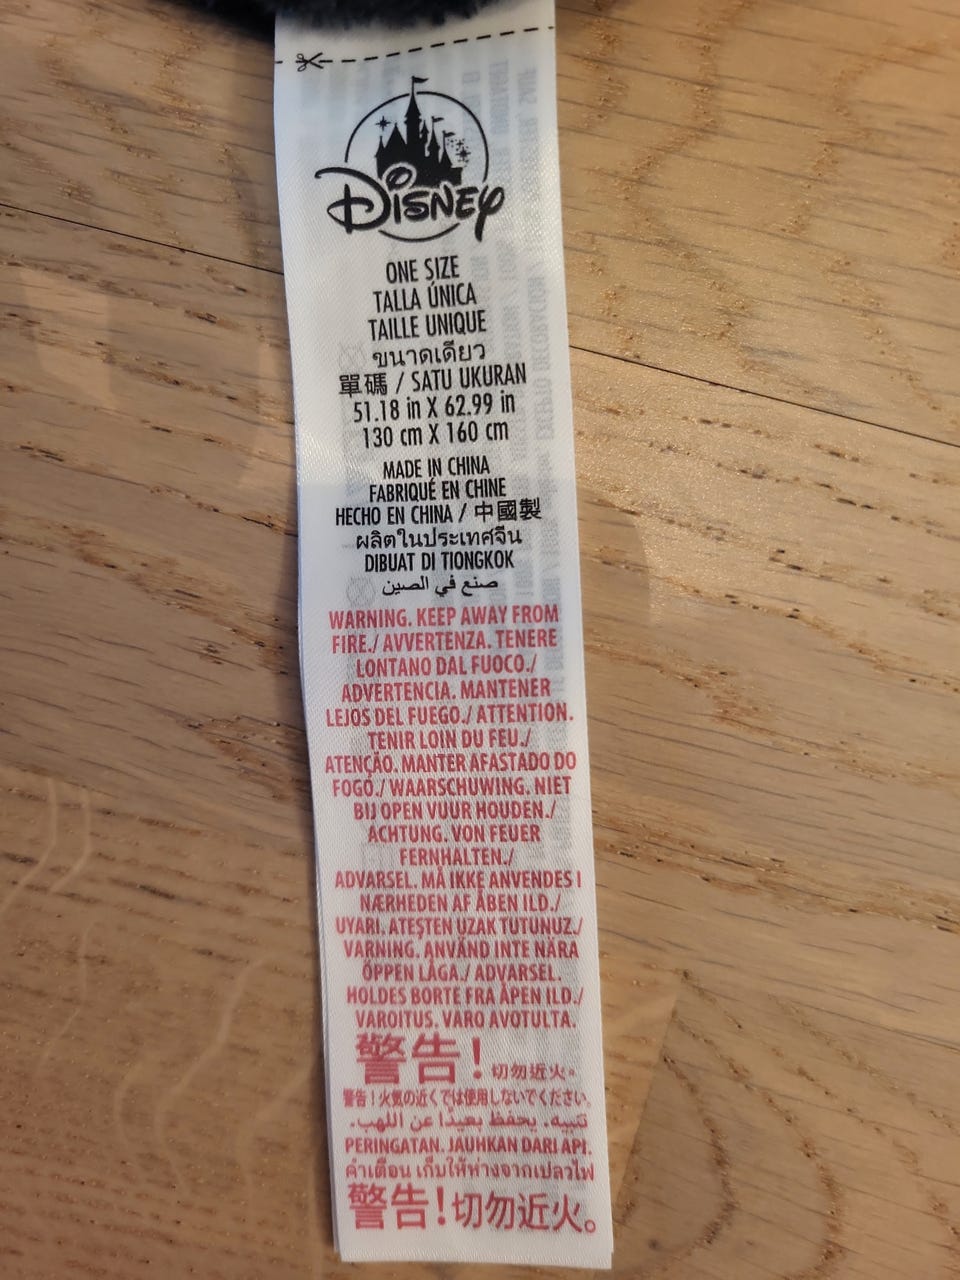 Disney
ONE SIZE
TALLA ÚNICA
TAILLE UNIQUE
ขนาดเดียว
單碼 / SATU UKURAN
51.18 in X 62.99 in
130 cm X 160 cm
MADE IN CHINA
FABRIQUÉ EN CHINE
HECHO EN CHINA / 中國製
ผลิตในประเทศจีน
DIBUAT DI TIONGKOK
صنع في الصين
WARNING. KEEP AWAY FROM
FIRE./ AVVERTENZA. TENERE
LONTANO DAL FUOCO./
ADVERTENCIA. MANTENER
LEJOS DEL FUEGO./ ATTENTION.
TENIR LOIN DU FEU./
ATENÇÃO. MANTER AFASTADO DO
FOGO./ WAARSCHUWING. NIET
BIJ OPEN VUUR HOUDEN./
ACHTUNG. VON FEUER
FERNHALTEN./
ADVARSEL. MÅ IKKE ANVENDES I
NÆRHEDEN AF ÅBEN ILD./
UYARI. ATEŞTEN UZAK TUTUNUZ./
VARNING. ANVÄND INTE NÄRA
ÖPPEN LÅGA./ ADVARSEL.
HOLDES BORTE FRA ÅPEN ILD./
VAROITUS. VARO AVOTULTA.
警告！切勿近火。
警告！火気の近くでは使用しないでください。
تنبيه. يحفظ بعيدًا عن اللهب.
PERINGATAN. JAUHKAN DARI API.
คำเตือน เก็บให้ห่างจากเปลวไฟ
警告！切勿近火。